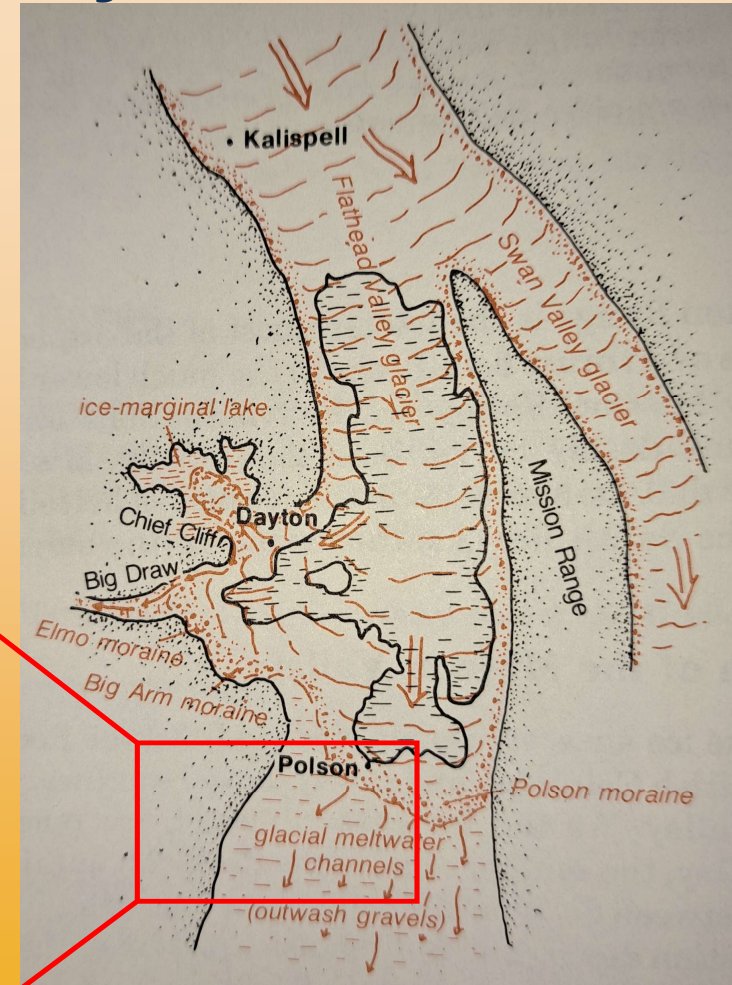 Kalispell
Flathead Valley glacier
Swan Valley glacier
ice-marginal lake
Chief Cliff
Dayton
Big Draw
Mission Range
Elmo moraine
Big Arm moraine
Polson
Polson moraine
glacial meltwater
channels
(outwash gravels)